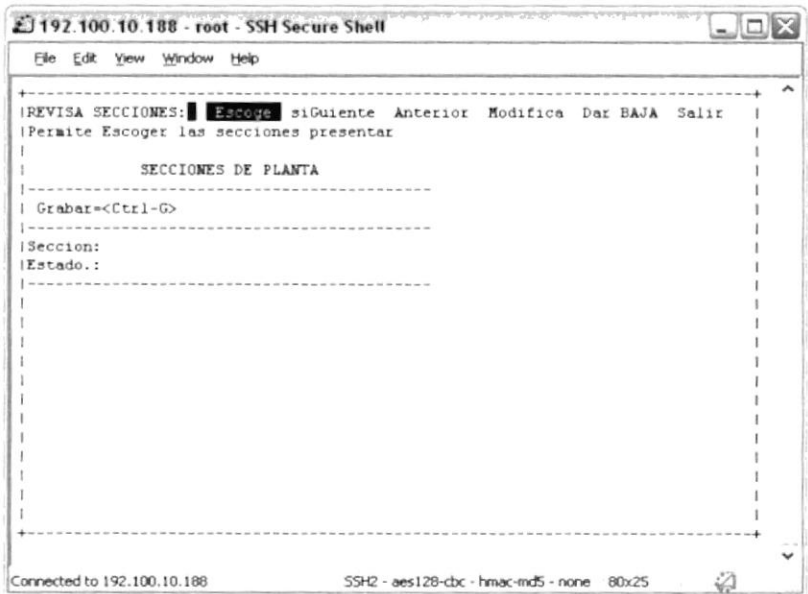 192.100.10.188 - root - SSH Secure Shell
File Edit View Window Help
REVISA SECCIONES: Escoge siGuiente Anterior Modifica Dar BAJA Salir
Permite Escoger las secciones presentar
SECCIONES DE PLANTA
Grabar=<Ctrl-G>
Seccion:
Estado.:
Connected to 192.100.10.188 SSH2 - aes128-cbc - hmac-md5 - none 80x25